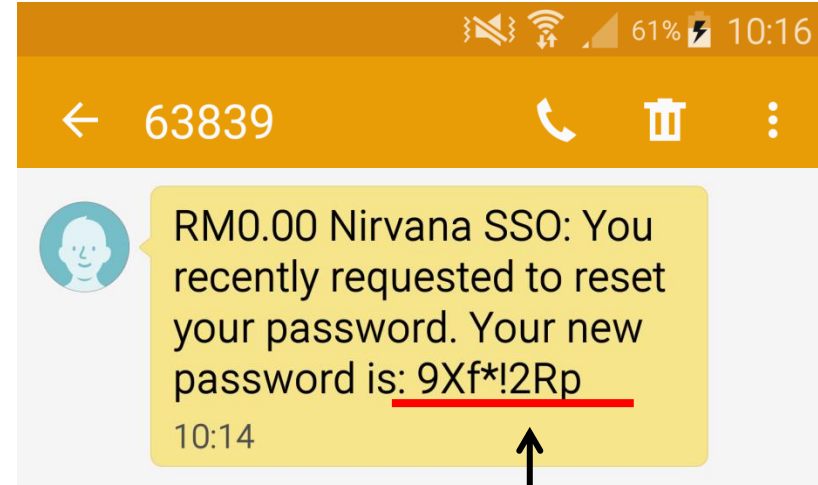 61% 10:16
63839
RM0.00 Nirvana SSO: You
recently requested to reset
your password. Your new
password is: 9Xf*!2Rp
10:14